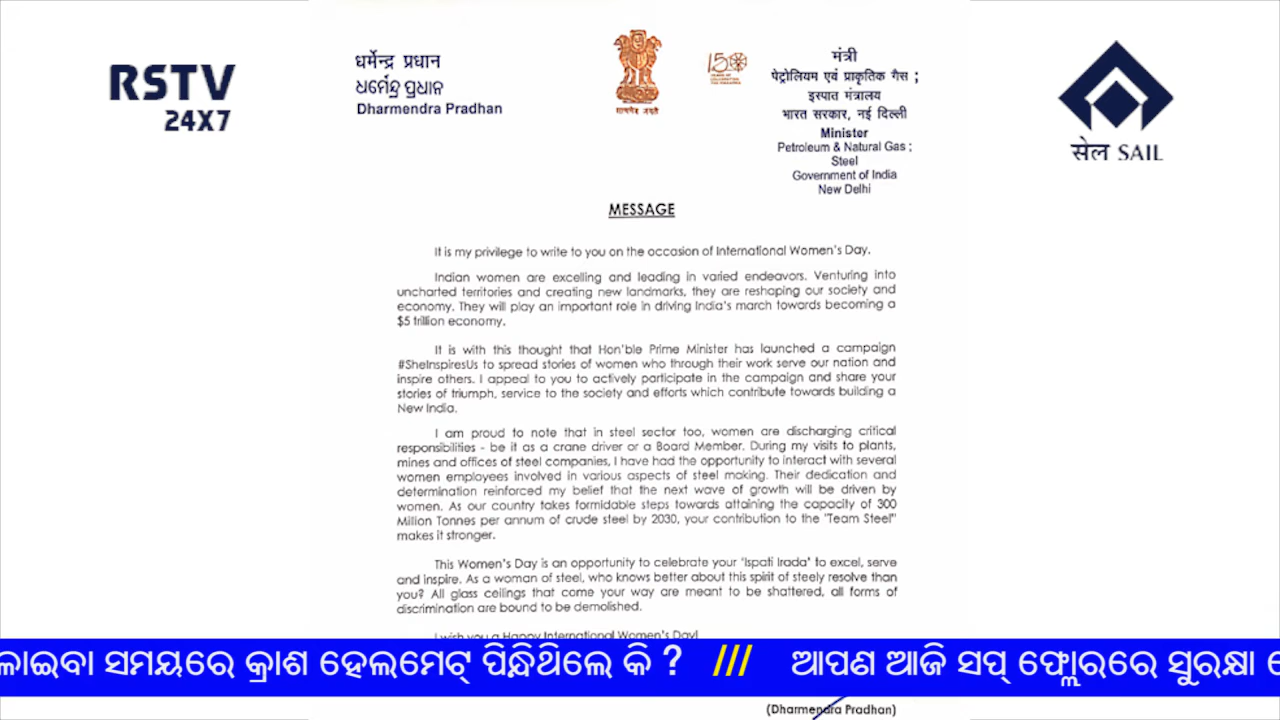 RSTV
24X7
धर्मेन्द्र प्रधान
ଧର୍ମେନ୍ଦ୍ର ପ୍ରଧାନ
Dharmendra Pradhan
सत्यमेव जयते
150
YEARS OF
CELEBRATING
THE MAHATMA
मंत्री
पेट्रोलियम एवं प्राकृतिक गैस ;
इस्पात मंत्रालय
भारत सरकार, नई दिल्ली
Minister
Petroleum & Natural Gas ;
Steel
Government of India
New Delhi
सेल SAIL
MESSAGE
It is my privilege to write to you on the occasion of International Women's Day.
Indian women are excelling and leading in varied endeavors. Venturing into
uncharted territories and creating new landmarks, they are reshaping our society and
economy. They will play an important role in driving India's march towards becoming a
$5 trillion economy.
It is with this thought that Hon'ble Prime Minister has launched a campaign
#SheInspiresUs to spread stories of women who through their work serve our nation and
inspire others. I appeal to you to actively participate in the campaign and share your
stories of triumph, service to the society and efforts which contribute towards building a
New India.
I am proud to note that in steel sector too, women are discharging critical
responsibilities - be it as a crane driver or a Board Member. During my visits to plants,
mines and offices of steel companies, I have had the opportunity to interact with several
women employees involved in various aspects of steel making. Their dedication and
determination reinforced my belief that the next wave of growth will be driven by
women. As our country takes formidable steps towards attaining the capacity of 300
Million Tonnes per annum of crude steel by 2030, your contribution to the "Team Steel"
makes it stronger.
This Women's Day is an opportunity to celebrate your 'Ispati Irada' to excel, serve
and inspire. As a woman of steel, who knows better about this spirit of steely resolve than
you? All glass ceilings that come your way are meant to be shattered, all forms of
discrimination are bound to be demolished.
I wish you a Happy International Women's Day!
ଳାଇବା ସମୟରେ କ୍ରାଶ ହେଲମେଟ୍ ପିନ୍ଧିଥିଲେ କି ? /// ଆପଣ ଆଜି ସପ୍ ଫ୍ଲୋରରେ ସୁରକ୍ଷା
(Dharmendra Pradhan)